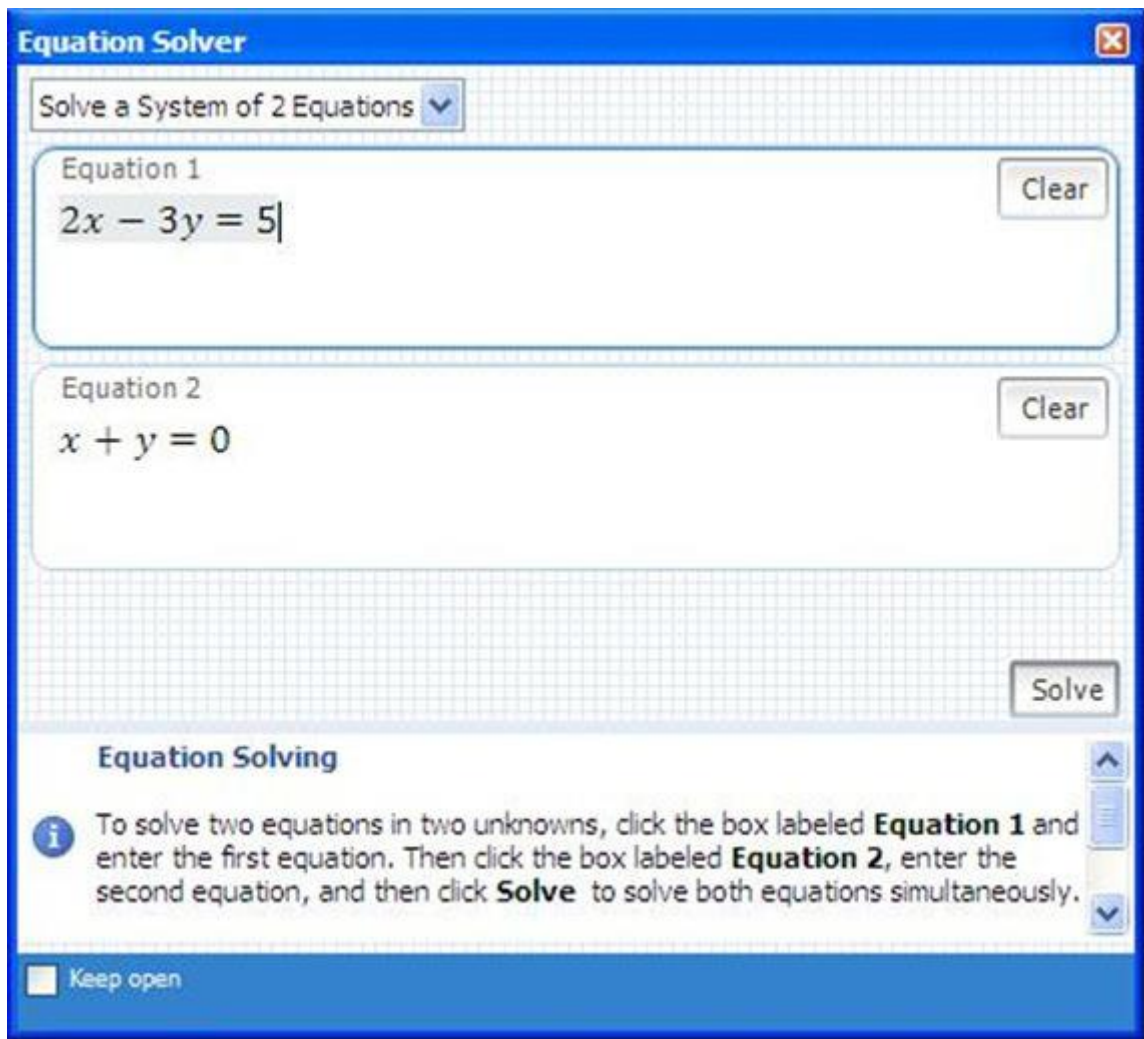 Equation Solver
Solve a System of 2 Equations
Equation 1
Clear
2x − 3y = 5
Equation 2
Clear
x + y = 0
Solve
Equation Solving
To solve two equations in two unknowns, click the box labeled Equation 1 and
enter the first equation. Then click the box labeled Equation 2, enter the
second equation, and then click Solve to solve both equations simultaneously.
Keep open